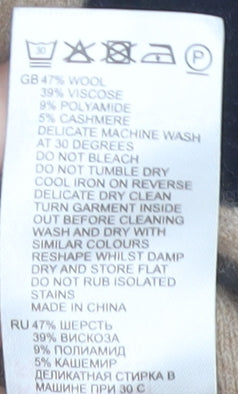 30
P
GB 47% WOOL
39% VISCOSE
9% POLYAMIDE
5% CASHMERE
DELICATE MACHINE WASH
AT 30 DEGREES
DO NOT BLEACH
DO NOT TUMBLE DRY
COOL IRON ON REVERSE
DELICATE DRY CLEAN
TURN GARMENT INSIDE
OUT BEFORE CLEANING
WASH AND DRY WITH
SIMILAR COLOURS
RESHAPE WHILST DAMP
DRY AND STORE FLAT
DO NOT RUB ISOLATED
STAINS
MADE IN CHINA
RU 47% ШЕРСТЬ
39% ВИСКОЗА
9% ПОЛИАМИД
5% КАШЕМИР
ДЕЛИКАТНАЯ СТИРКА В
МАШИНЕ ПРИ 30 С